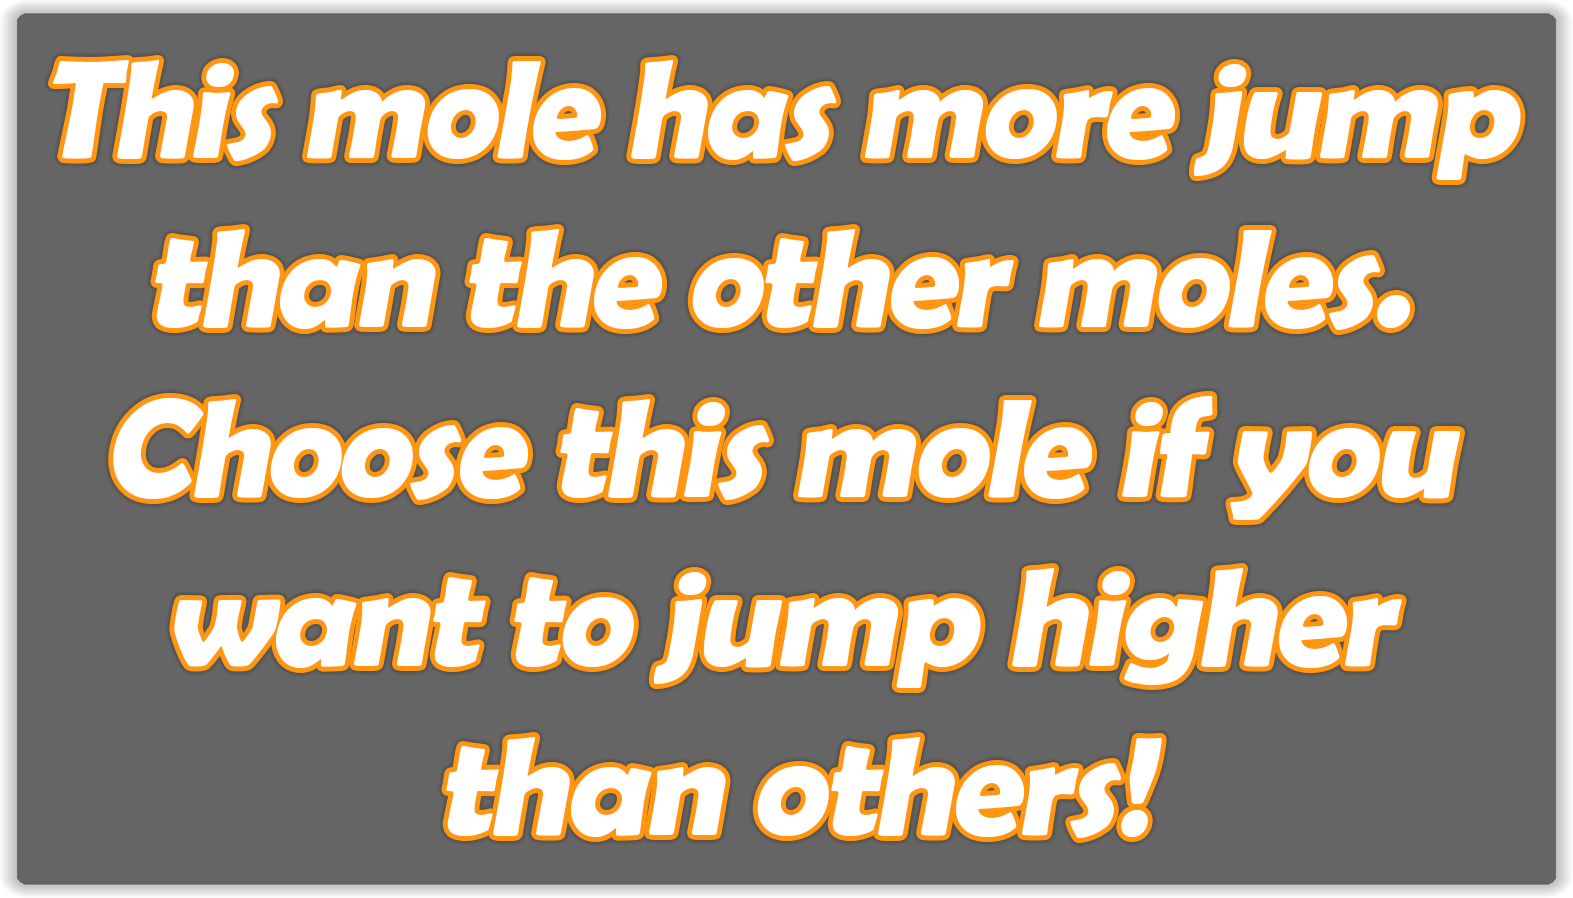 This mole has more jump
than the other moles.
Choose this mole if you
want to jump higher
than others!